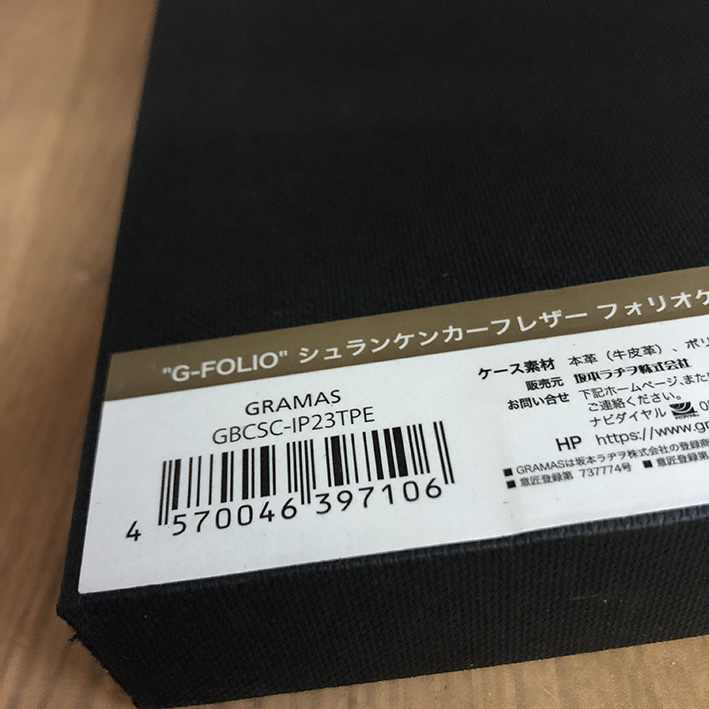 "G-FOLIO" シュランケンカーフレザー フォリオケ
GRAMAS
GBCSC-IP23TPE
4 570046 397106
ケース素材 本革（牛皮革）、ポリ
販売元 坂本ラヂヲ株式会社
お問い合せ 下記ホームページ、また
ご連絡ください。
ナビダイヤル
HP https://www.gr
■ GRAMASは坂本ラヂヲ株式会社の登録商
■ 意匠登録第 737774号 ■ 意匠登録第